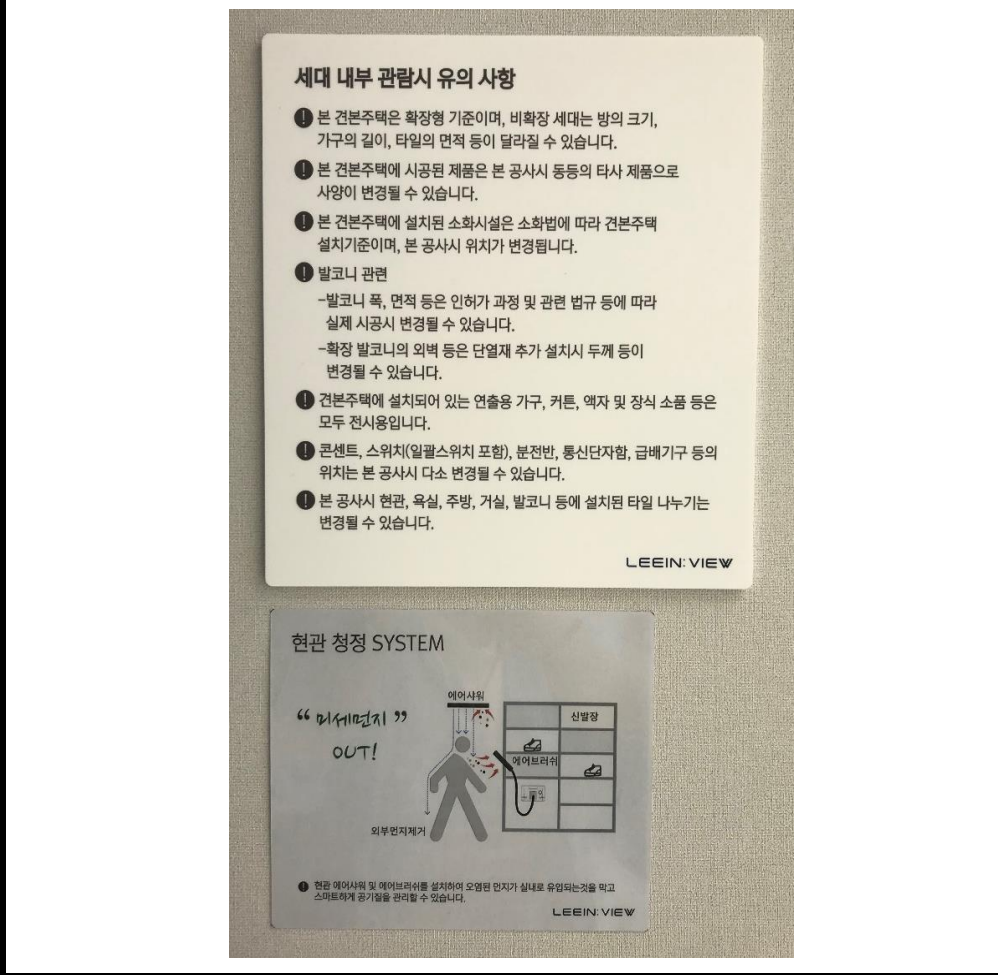 세대 내부 관람시 유의 사항
! 본 견본주택은 확장형 기준이며, 비확장 세대는 방의 크기,
가구의 길이, 타일의 면적 등이 달라질 수 있습니다.
! 본 견본주택에 시공된 제품은 본 공사시 동등의 타사 제품으로
사양이 변경될 수 있습니다.
! 본 견본주택에 설치된 소화시설은 소화법에 따라 견본주택
설치기준이며, 본 공사시 위치가 변경됩니다.
! 발코니 관련
-발코니 폭, 면적 등은 인허가 과정 및 관련 법규 등에 따라
실제 시공시 변경될 수 있습니다.
-확장 발코니의 외벽 등은 단열재 추가 설치시 두께 등이
변경될 수 있습니다.
! 견본주택에 설치되어 있는 연출용 가구, 커튼, 액자 및 장식 소품 등은
모두 전시용입니다.
! 콘센트, 스위치(일괄스위치 포함), 분전반, 통신단자함, 급배기구 등의
위치는 본 공사시 다소 변경될 수 있습니다.
! 본 공사시 현관, 욕실, 주방, 거실, 발코니 등에 설치된 타일 나누기는
변경될 수 있습니다.
LEEIN:VIEW
현관 청정 SYSTEM
“ 미세먼지 ”
OUT!
에어샤워
신발장
에어브러쉬
외부먼지제거
! 현관 에어샤워 및 에어브러쉬를 설치하여 오염된 먼지가 실내로 유입되는것을 막고
스마트하게 공기질을 관리할 수 있습니다.
LEEIN:VIEW